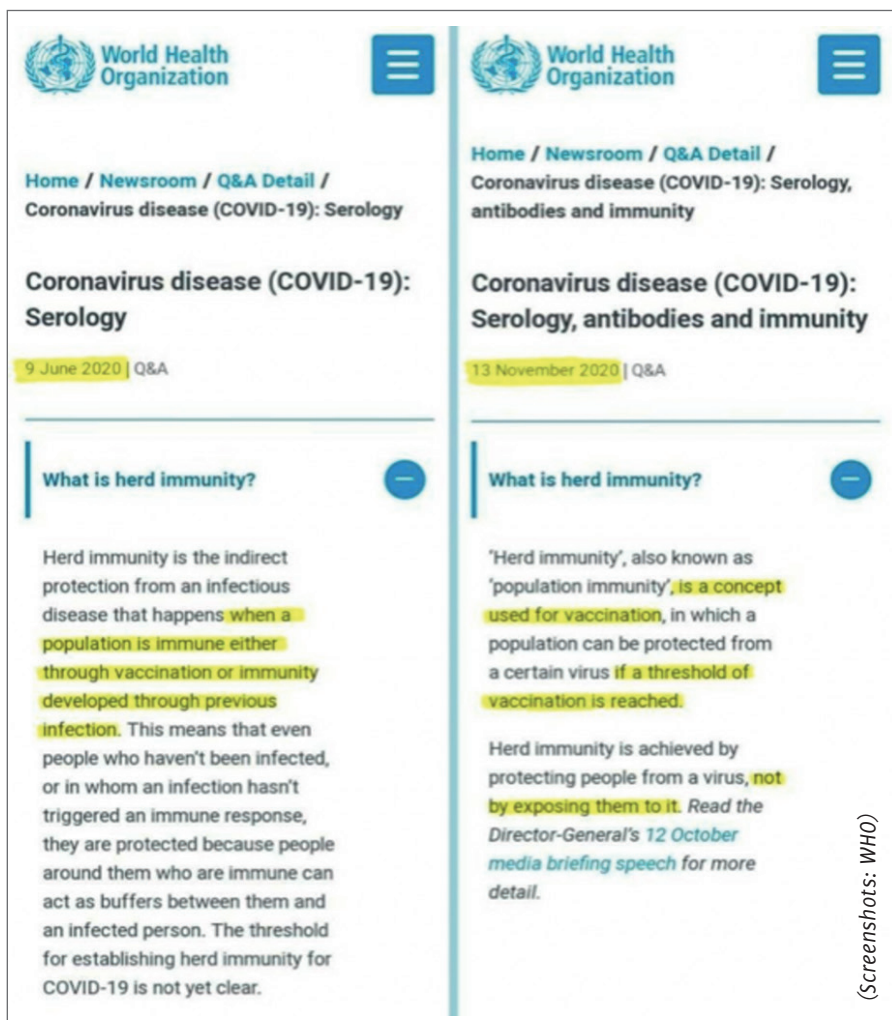 World Health
Organization
Home / Newsroom / Q&A Detail /
Coronavirus disease (COVID-19): Serology
Coronavirus disease (COVID-19):
Serology
9 June 2020 | Q&A
What is herd immunity?
Herd immunity is the indirect
protection from an infectious
disease that happens when a
population is immune either
through vaccination or immunity
developed through previous
infection. This means that even
people who haven't been infected,
or in whom an infection hasn't
triggered an immune response,
they are protected because people
around them who are immune can
act as buffers between them and
an infected person. The threshold
for establishing herd immunity for
COVID-19 is not yet clear.
World Health
Organization
Home / Newsroom / Q&A Detail /
Coronavirus disease (COVID-19): Serology,
antibodies and immunity
Coronavirus disease (COVID-19):
Serology, antibodies and immunity
13 November 2020 | Q&A
What is herd immunity?
'Herd immunity', also known as
'population immunity', is a concept
used for vaccination, in which a
population can be protected from
a certain virus if a threshold of
vaccination is reached.
Herd immunity is achieved by
protecting people from a virus, not
by exposing them to it. Read the
Director-General's 12 October
media briefing speech for more
detail.
(Screenshots: WHO)